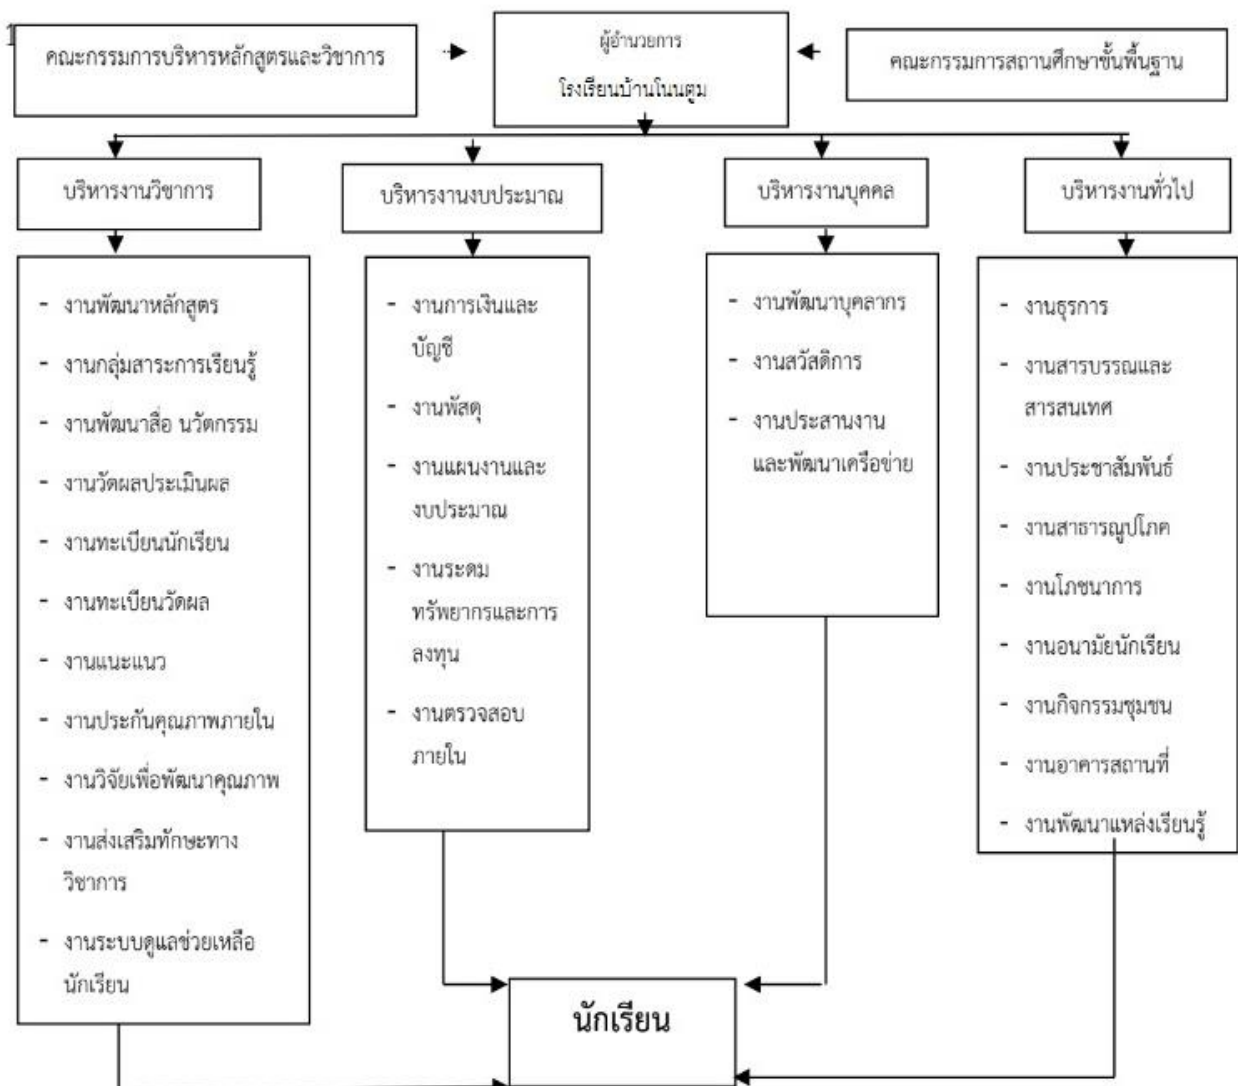 1
คณะกรรมการบริหารหลักสูตรและวิชาการ
ผู้อำนวยการ
โรงเรียนบ้านโนนตูม
คณะกรรมการสถานศึกษาขั้นพื้นฐาน
บริหารงานวิชาการ
บริหารงานงบประมาณ
บริหารงานบุคคล
บริหารงานทั่วไป
- งานพัฒนาหลักสูตร
- งานกลุ่มสาระการเรียนรู้
- งานพัฒนาสื่อ นวัตกรรม
- งานวัดผลประเมินผล
- งานทะเบียนนักเรียน
- งานทะเบียนวัดผล
- งานแนะแนว
- งานประกันคุณภาพภายใน
- งานวิจัยเพื่อพัฒนาคุณภาพ
- งานส่งเสริมทักษะทาง
วิชาการ
- งานระบบดูแลช่วยเหลือ
นักเรียน
- งานการเงินและ
บัญชี
- งานพัสดุ
- งานแผนงานและ
งบประมาณ
- งานระดม
ทรัพยากรและการ
ลงทุน
- งานตรวจสอบ
ภายใน
- งานพัฒนาบุคลากร
- งานสวัสดิการ
- งานประสานงาน
และพัฒนาเครือข่าย
- งานธุรการ
- งานสารบรรณและ
สารสนเทศ
- งานประชาสัมพันธ์
- งานสาธารณูปโภค
- งานโภชนาการ
- งานอนามัยนักเรียน
- งานกิจกรรมชุมชน
- งานอาคารสถานที่
- งานพัฒนาแหล่งเรียนรู้
นักเรียน